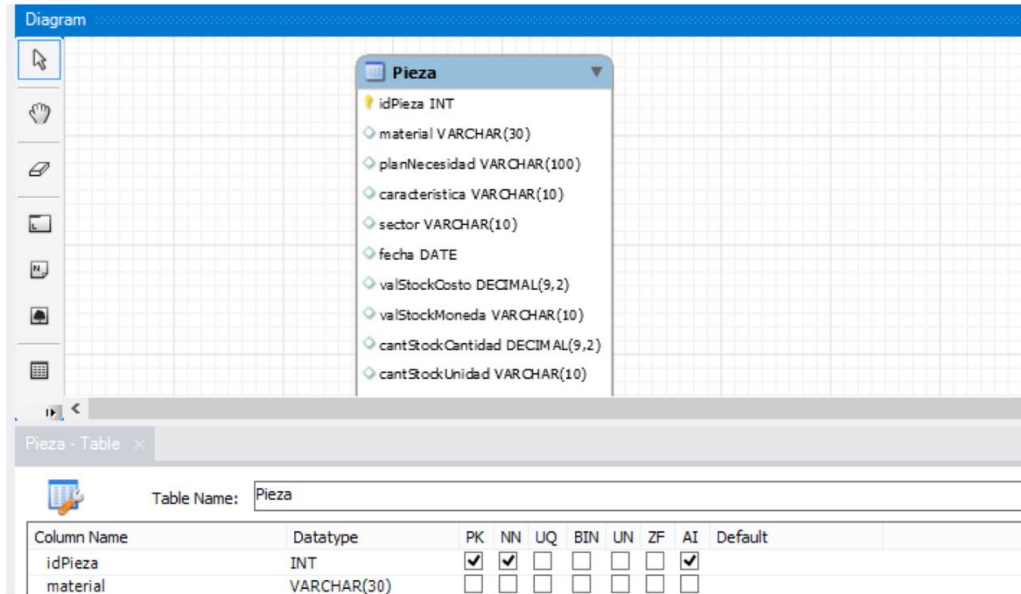 Diagram
Pieza
idPieza INT
material VARCHAR(30)
planNecesidad VARCHAR(100)
caracteristica VARCHAR(10)
sector VARCHAR(10)
fecha DATE
valStockCosto DECIMAL(9,2)
valStockMoneda VARCHAR(10)
cantStockCantidad DECIMAL(9,2)
cantStockUnidad VARCHAR(10)
Pieza - Table
Table Name: Pieza
Column Name Datatype PK NN UQ BIN UN ZF AI Default
idPieza INT
material VARCHAR(30)